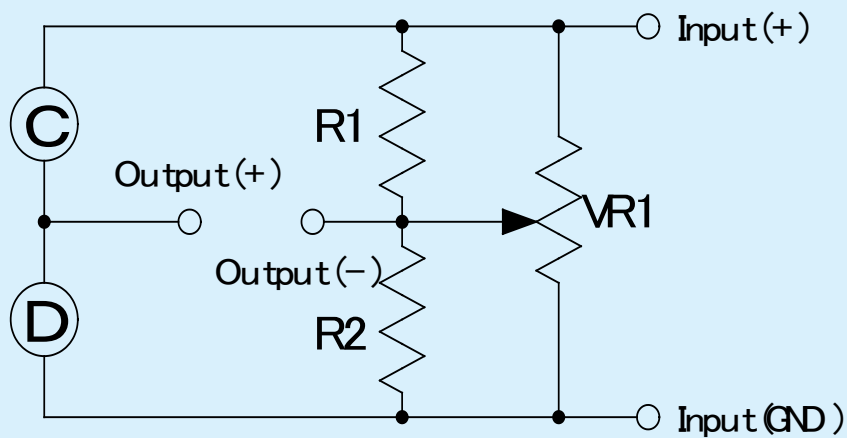 Input(+)
C
R1
Output(+)
VR1
Output(-)
D
R2
Input(GND)